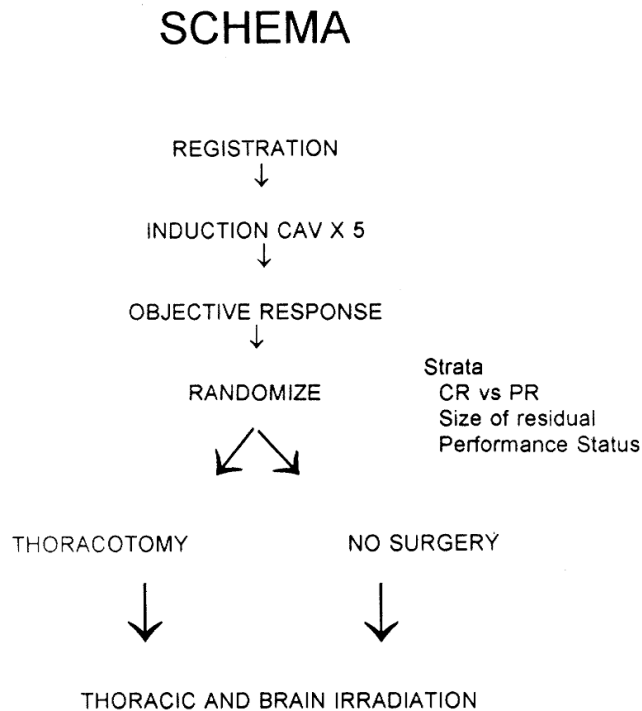 SCHEMA
REGISTRATION
INDUCTION CAV X 5
OBJECTIVE RESPONSE
RANDOMIZE
Strata
CR vs PR
Size of residual
Performance Status
THORACOTOMY
NO SURGERY
THORACIC AND BRAIN IRRADIATION